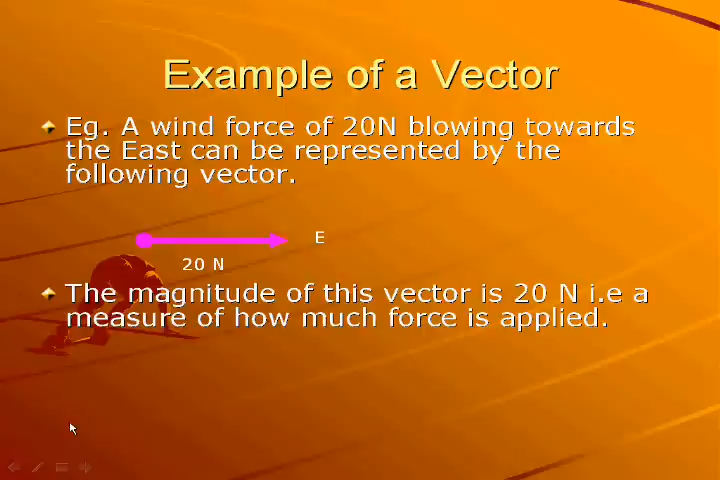 Example of a Vector
Eg. A wind force of 20N blowing towards
the East can be represented by the
following vector.
E
20 N
The magnitude of this vector is 20 N i.e a
measure of how much force is applied.